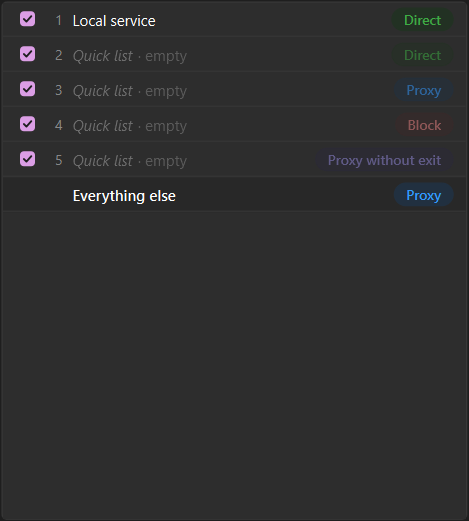 1 Local service Direct
2 Quick list · empty Direct
3 Quick list · empty Proxy
4 Quick list · empty Block
5 Quick list · empty Proxy without exit
Everything else Proxy